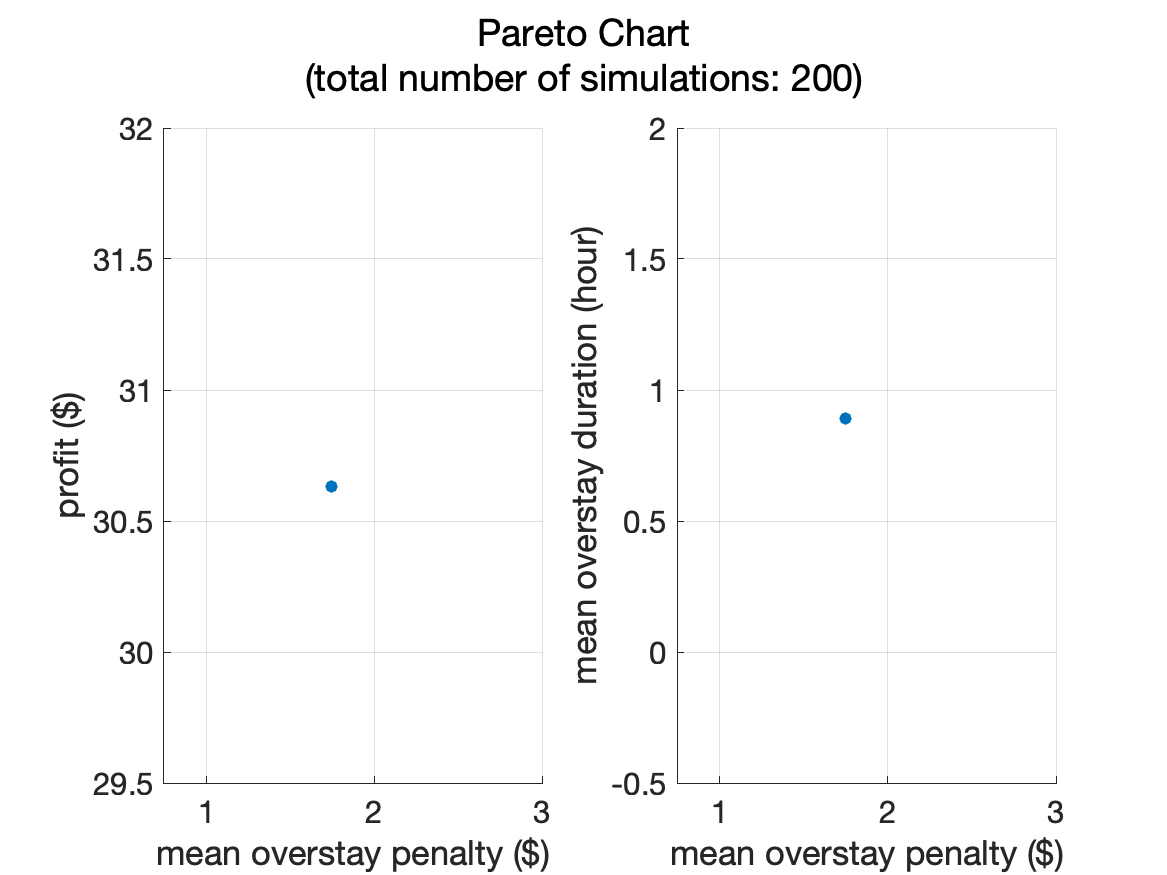 Pareto Chart
(total number of simulations: 200)
32
31.5
31
30.5
30
29.5
profit ($)
1 2 3
mean overstay penalty ($)
2
1.5
1
0.5
0
-0.5
mean overstay duration (hour)
1 2 3
mean overstay penalty ($)